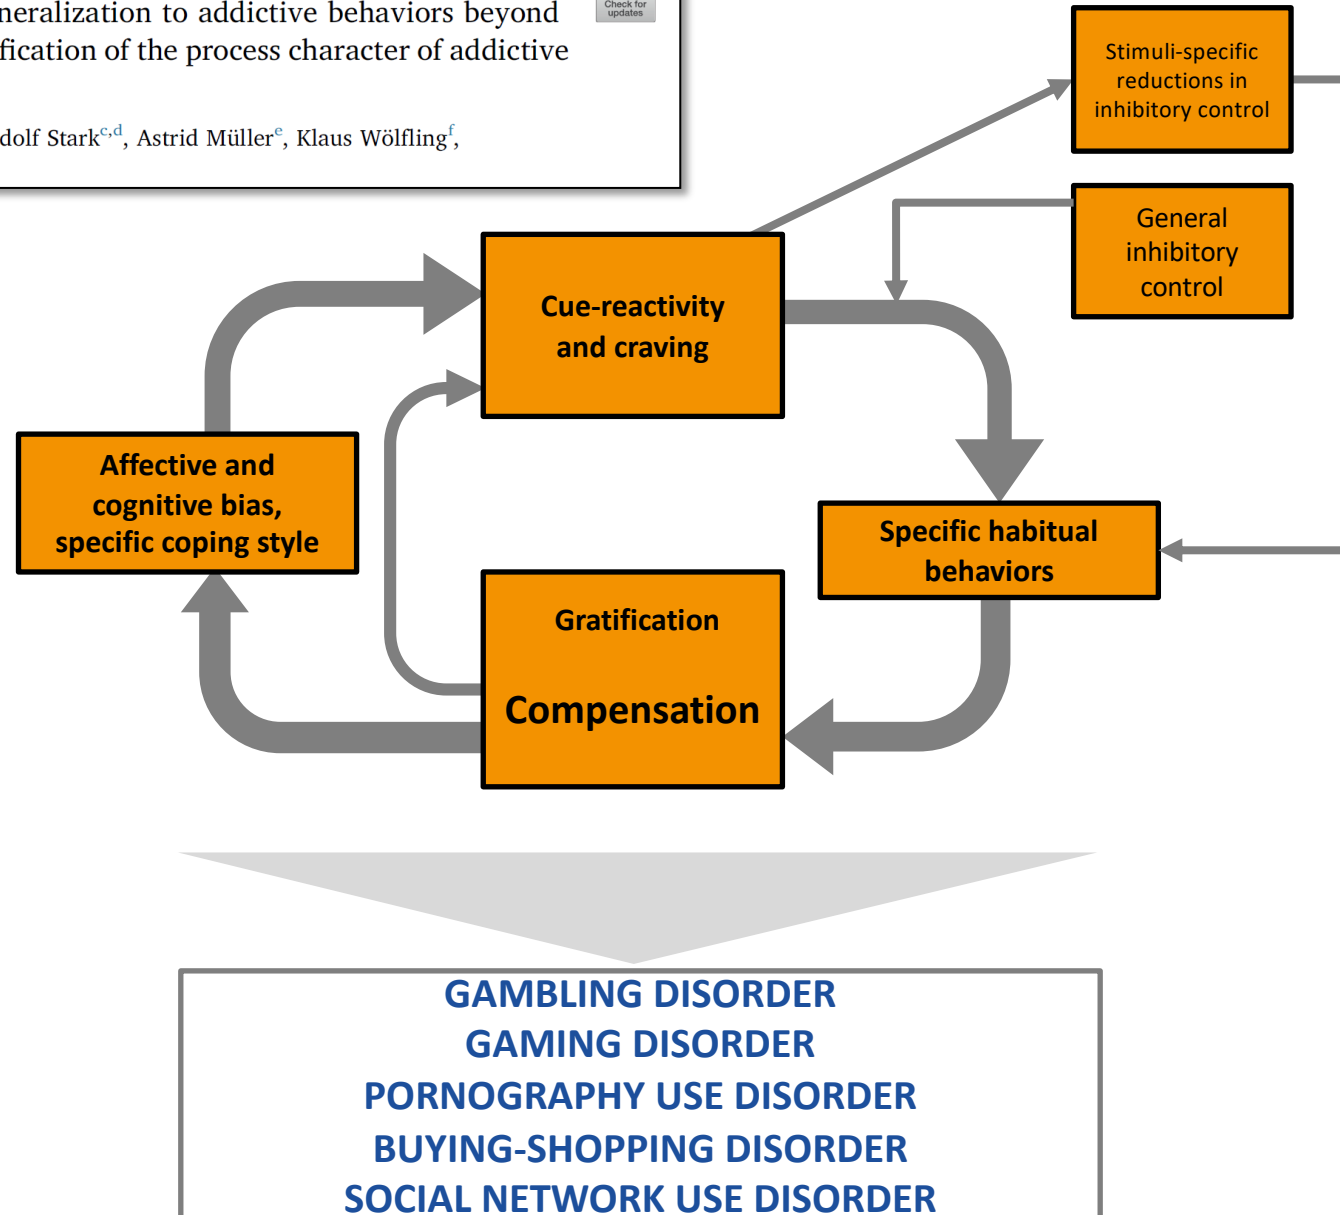 neralization to addictive behaviors beyond
Check for
updates
fication of the process character of addictive
dolf Stark c,d, Astrid Müller e, Klaus Wölfling f,
Stimuli-specific
reductions in
inhibitory control
General
inhibitory
control
Cue-reactivity
and craving
Affective and
cognitive bias,
specific coping style
Specific habitual
behaviors
Gratification
Compensation
GAMBLING DISORDER
GAMING DISORDER
PORNOGRAPHY USE DISORDER
BUYING-SHOPPING DISORDER
SOCIAL NETWORK USE DISORDER